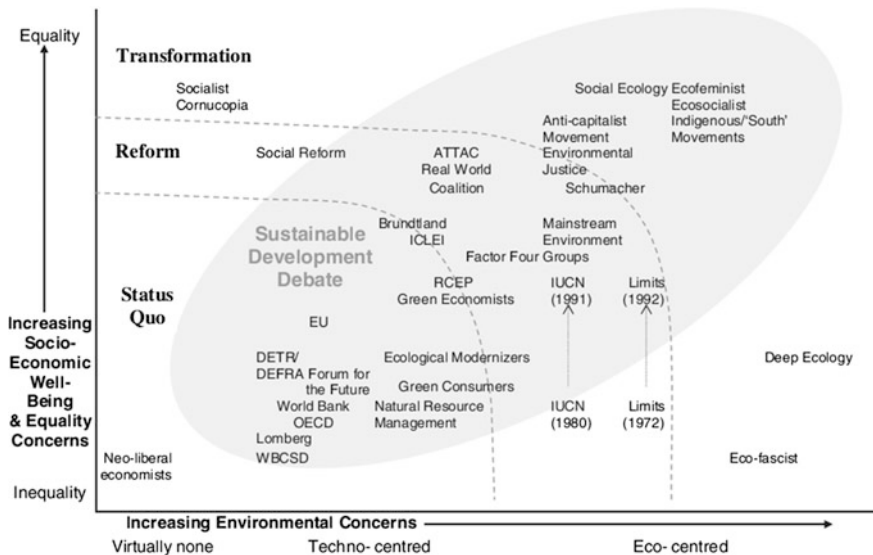 Equality
Transformation
Socialist
Cornucopia
Social Ecology Ecofeminist
Ecosocialist
Anti-capitalist Indigenous/'South'
Movement Movements
Reform
Social Reform
ATTAC
Environmental
Real World
Justice
Coalition
Schumacher
Brundtland
ICLEI
Mainstream
Environment
Sustainable
Development
Debate
Factor Four Groups
RCEP
Green Economists
IUCN
(1991)
Limits
(1992)
Status
Quo
EU
Increasing
Socio-
Economic
Well-
Being
& Equality
Concerns
DETR/
DEFRA Forum for
the Future
Ecological Modernizers
Green Consumers
Deep Ecology
World Bank
OECD
Natural Resource
Management
IUCN
(1980)
Limits
(1972)
Lomberg
WBCSD
Neo-liberal
economists
Eco-fascist
Inequality
Increasing Environmental Concerns
Virtually none
Techno- centred
Eco- centred